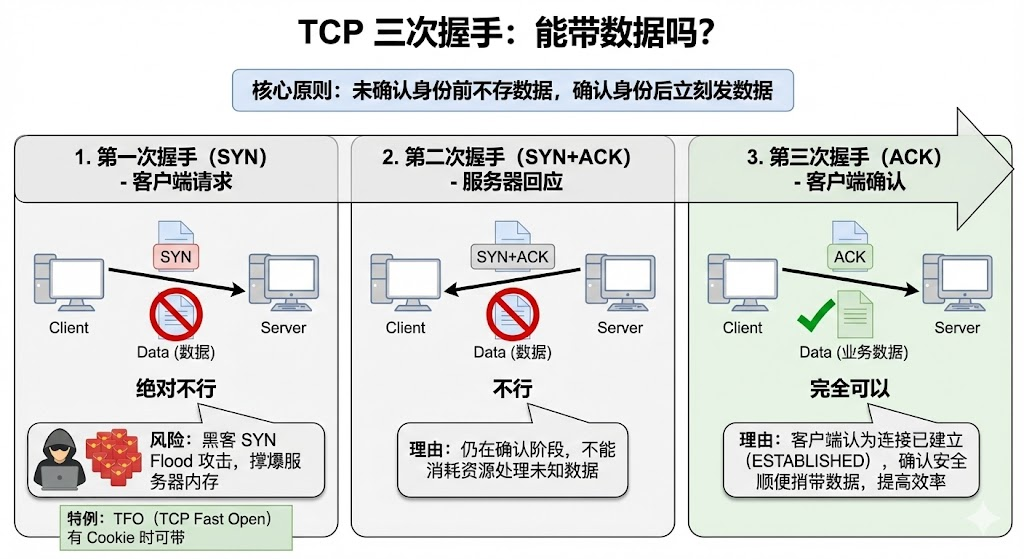 TCP 三次握手：能带数据吗？
核心原则：未确认身份前不存数据，确认身份后立刻发数据
1. 第一次握手（SYN）
- 客户端请求
SYN
Client
Server
Data (数据)
绝对不行
风险：黑客 SYN
Flood 攻击，撑爆服
务器内存
特例：TFO（TCP Fast Open）
有 Cookie 时可带
2. 第二次握手（SYN+ACK）
- 服务器回应
SYN+ACK
Client
Server
Data (数据)
不行
理由：仍在确认阶段，不能
消耗资源处理未知数据
3. 第三次握手（ACK）
- 客户端确认
ACK
Client
Server
Data (业务数据)
完全可以
理由：客户端认为连接已建立
（ESTABLISHED），确认安全
顺便捎带数据，提高效率